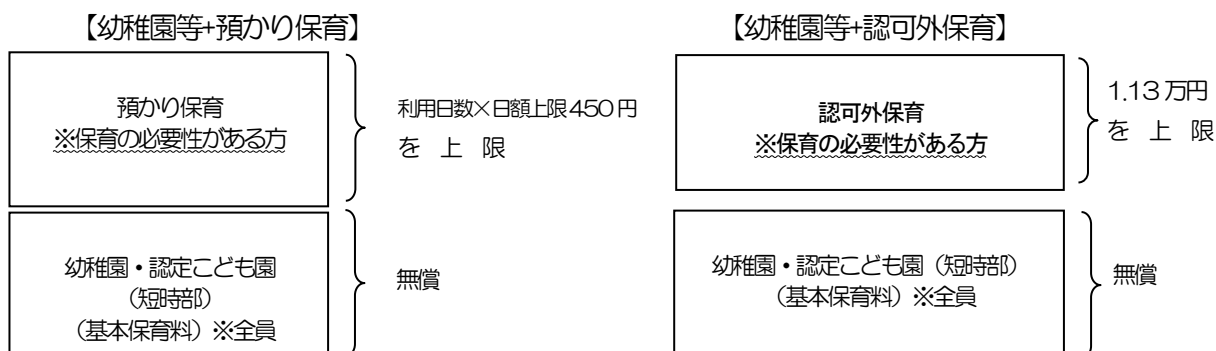 【幼稚園等+預かり保育】
預かり保育
※保育の必要性がある方
利用日数×日額上限450円
を 上 限
幼稚園・認定こども園
(短時部)
(基本保育料)※全員
無償
【幼稚園等+認可外保育】
認可外保育
※保育の必要性がある方
1.13万円
を 上 限
幼稚園・認定こども園(短時部)
(基本保育料)※全員
無償